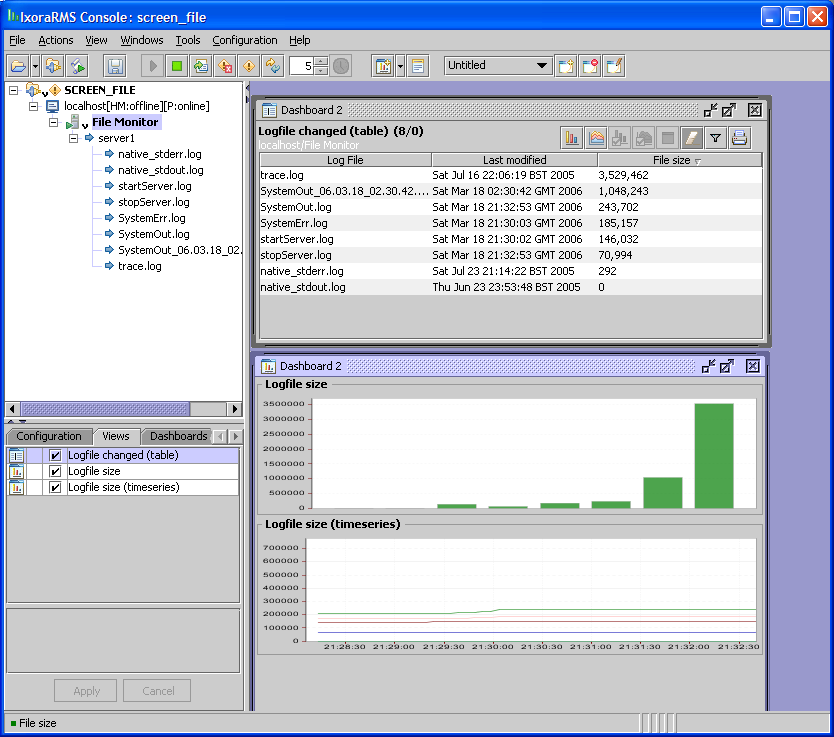 IxoraRMS Console: screen_file
File Actions View Windows Tools Configuration Help
5 Untitled
SCREEN_FILE
localhost[HM:offline][P:online]
File Monitor
server1
native_stderr.log
native_stdout.log
startServer.log
stopServer.log
SystemErr.log
SystemOut.log
SystemOut_06.03.18_02.
trace.log
Configuration Views Dashboards
Logfile changed (table)
Logfile size
Logfile size (timeseries)
Apply Cancel
Dashboard 2
Logfile changed (table) (8/0)
localhost/File Monitor
Log File Last modified File size
trace.log Sat Jul 16 22:06:19 BST 2005 3,529,462
SystemOut_06.03.18_02.30.42.... Sat Mar 18 02:30:42 GMT 2006 1,048,243
SystemOut.log Sat Mar 18 21:32:53 GMT 2006 243,702
SystemErr.log Sat Mar 18 21:30:03 GMT 2006 185,157
startServer.log Sat Mar 18 21:30:02 GMT 2006 146,032
stopServer.log Sat Mar 18 21:32:53 GMT 2006 70,994
native_stderr.log Sat Jul 23 21:14:22 BST 2005 292
native_stdout.log Thu Jun 23 23:53:48 BST 2005 0
Dashboard 2
Logfile size
3500000
3000000
2500000
2000000
1500000
1000000
500000
0
Logfile size (timeseries)
700000
600000
500000
400000
300000
200000
100000
0
21:28:30 21:29:00 21:29:30 21:30:00 21:30:30 21:31:00 21:31:30 21:32:00 21:32:30
File size